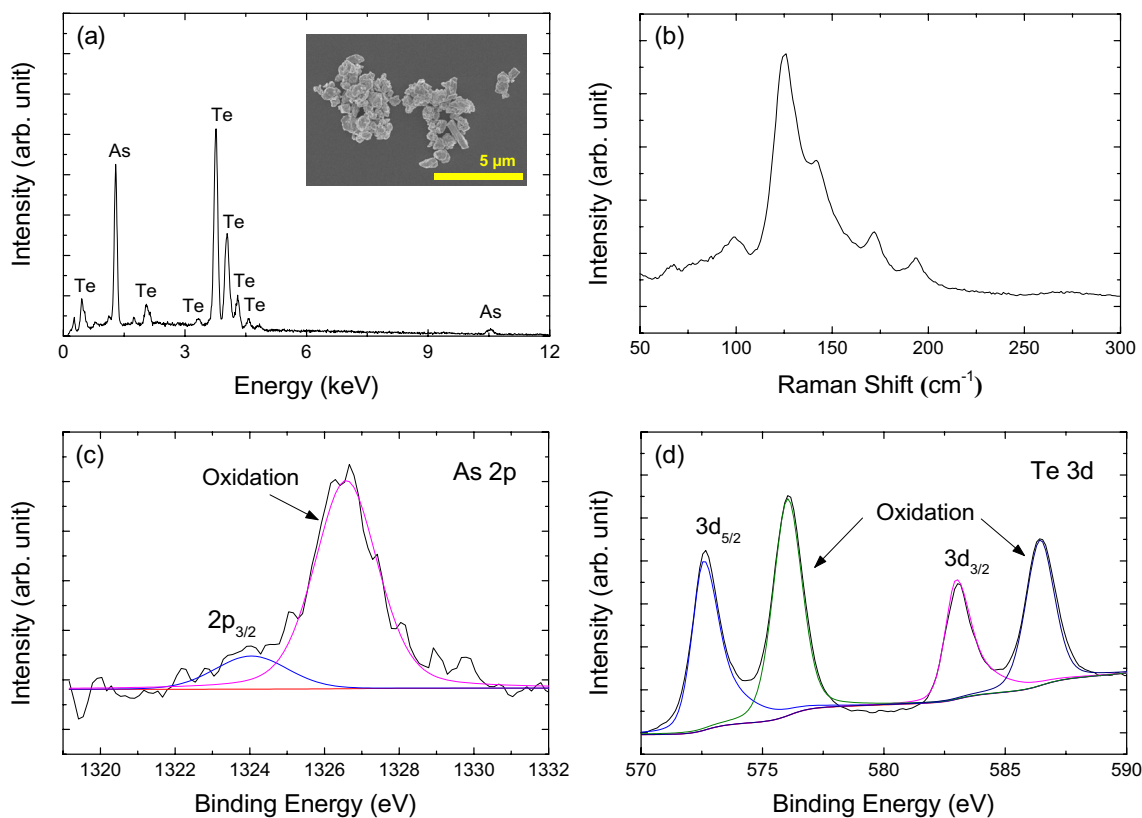 (a)
Intensity (arb. unit)
Te
As
Te
Te
Te
Te
Te
Te
As
5 μm
0 3 6 9 12
Energy (keV)
(b)
Intensity (arb. unit)
50 100 150 200 250 300
Raman Shift (cm-1)
(c)
As 2p
Oxidation
2p3/2
Intensity (arb. unit)
1320 1322 1324 1326 1328 1330 1332
Binding Energy (eV)
(d)
Te 3d
Oxidation
3d5/2
3d3/2
Intensity (arb. unit)
570 575 580 585 590
Binding Energy (eV)